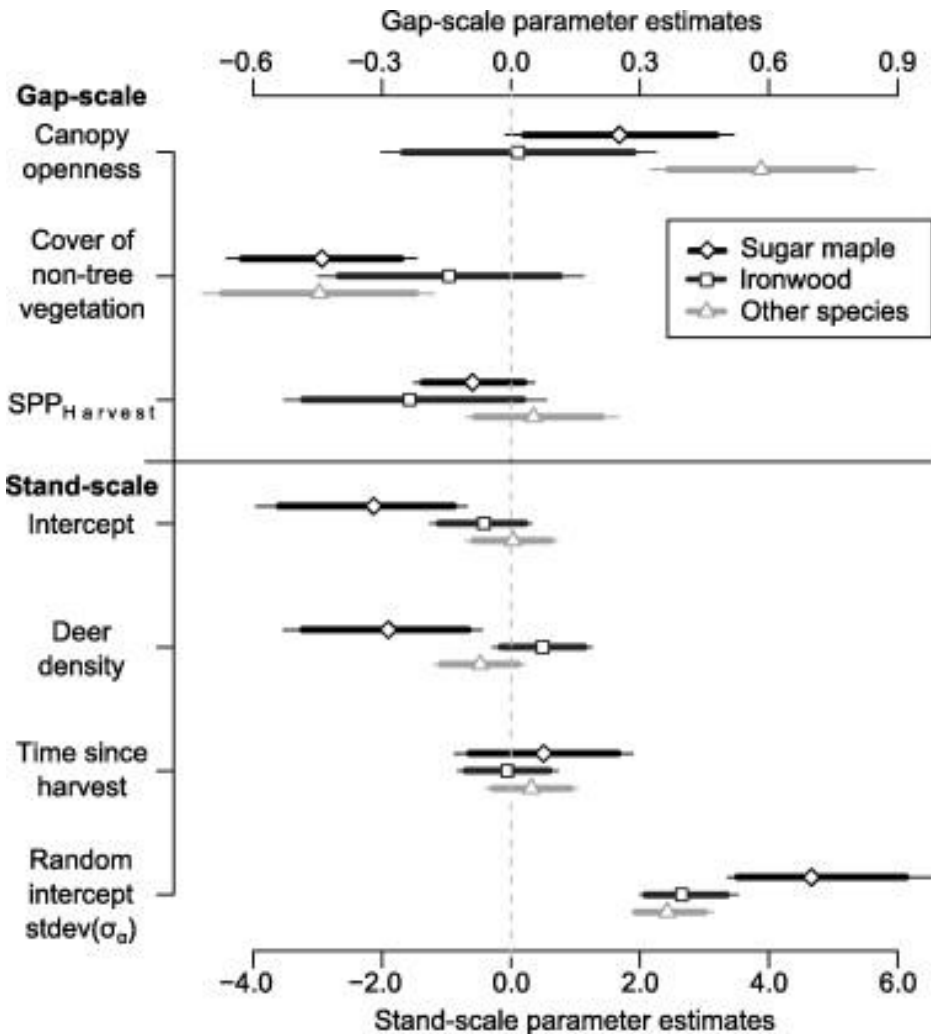 Gap-scale parameter estimates
−0.6 −0.3 0.0 0.3 0.6 0.9
Gap-scale
Canopy
openness
Cover of
non-tree
vegetation
Sugar maple
Ironwood
Other species
SPPHarvest
Stand-scale
Intercept
Deer
density
Time since
harvest
Random
intercept
stdev(σα)
−4.0 −2.0 0.0 2.0 4.0 6.0
Stand-scale parameter estimates